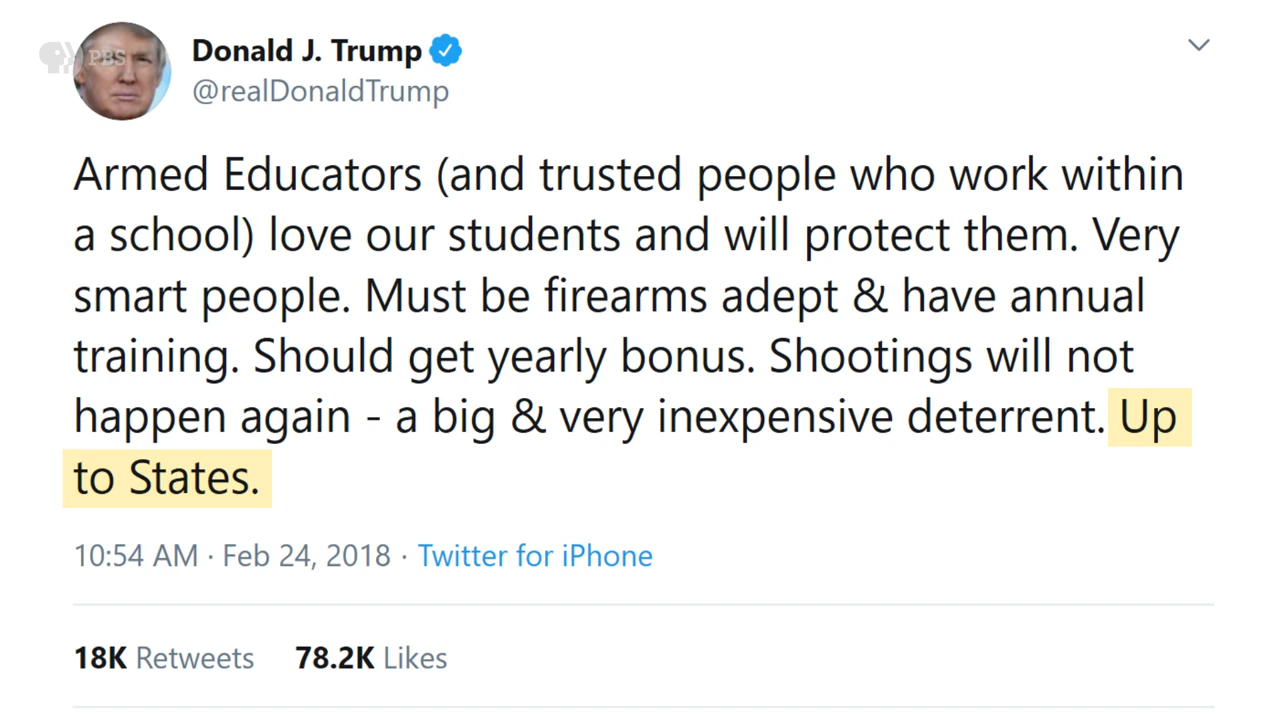 PBS
Donald J. Trump
@realDonaldTrump
Armed Educators (and trusted people who work within
a school) love our students and will protect them. Very
smart people. Must be firearms adept & have annual
training. Should get yearly bonus. Shootings will not
happen again - a big & very inexpensive deterrent. Up
to States.
10:54 AM · Feb 24, 2018 · Twitter for iPhone
18K Retweets 78.2K Likes